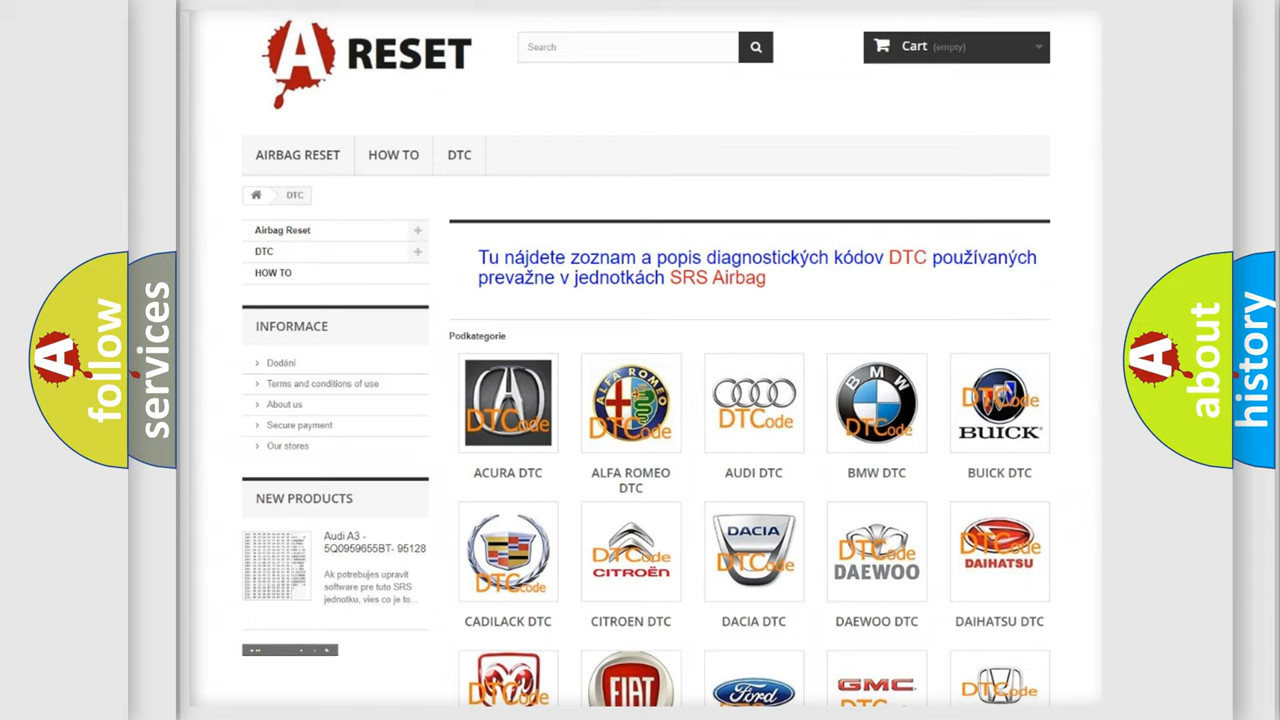 A RESET
Search
Cart (empty)
AIRBAG RESET
HOW TO
DTC
DTC
Airbag Reset
DTC
HOW TO
Tu nájdete zoznam a popis diagnostických kódov DTC používaných
prevažne v jednotkách SRS Airbag
INFORMACE
Dodání
Terms and conditions of use
About us
Secure payment
Our stores
NEW PRODUCTS
Audi A3 -
5Q0959655BT- 95128
Ak potrebujes upravit
software pre tuto SRS
jednotku, vies co je to...
Podkategorie
DTCode
ALFA ROMEO
DTCode
DTCode
BMW
DTCode
DTCode
BUICK
ACURA DTC
ALFA ROMEO
DTC
AUDI DTC
BMW DTC
BUICK DTC
DTCode
DTCode
CITROËN
DACIA
DTCode
DTCode
DAEWOO
DTCode
DAIHATSU
CADILACK DTC
CITROEN DTC
DACIA DTC
DAEWOO DTC
DAIHATSU DTC
DTCode
FIAT
Ford
GMC
DTCode
A
follow
services
A
about
history